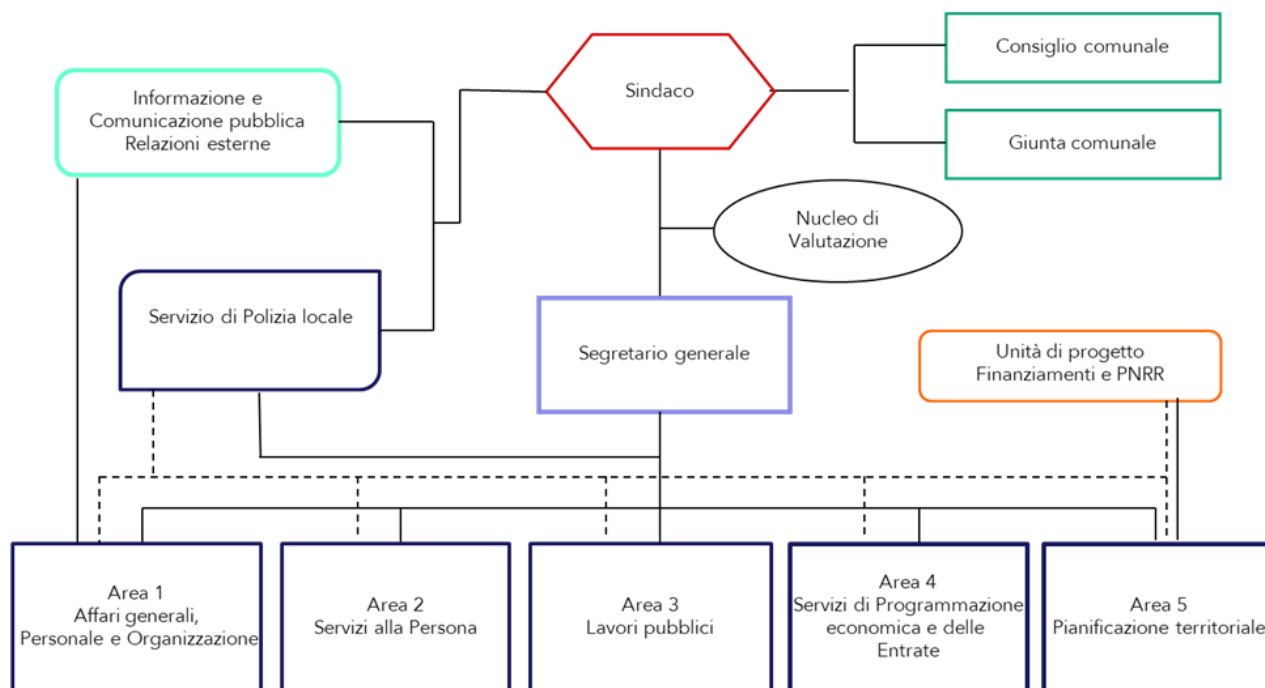 Sindaco
Consiglio comunale
Giunta comunale
Informazione e
Comunicazione pubblica
Relazioni esterne
Nucleo di
Valutazione
Servizio di Polizia locale
Segretario generale
Unità di progetto
Finanziamenti e PNRR
Area 1
Affari generali,
Personale e Organizzazione
Area 2
Servizi alla Persona
Area 3
Lavori pubblici
Area 4
Servizi di Programmazione
economica e delle
Entrate
Area 5
Pianificazione territoriale